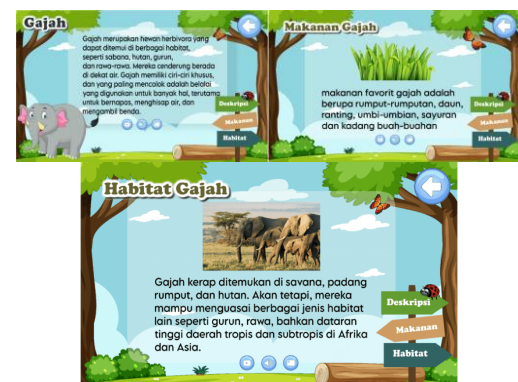 Gajah
Gajah merupakan hewan herbivora yang
dapat ditemui di berbagai habitat,
seperti sabana, hutan, gurun,
dan rawa-rawa. Mereka cenderung berada
di dekat air. Gajah memiliki ciri-ciri khusus,
dan yang paling mencolok adalah belalai
yang digunakan untuk banyak hal, terutama
untuk bernapas, menghisap air, dan
mengambil benda.
Deskripsi
Makanan
Habitat
Makanan Gajah
makanan favorit gajah adalah
berupa rumput-rumputan, daun,
ranting, umbi-umbian, sayuran
dan kadang buah-buahan
Deskripsi
Makanan
Habitat
Habitat Gajah
Gajah kerap ditemukan di savana, padang
rumput, dan hutan. Akan tetapi, mereka
mampu menguasai berbagai jenis habitat
lain seperti gurun, rawa, bahkan dataran
tinggi daerah tropis dan subtropis di Afrika
dan Asia.
Deskripsi
Makanan
Habitat